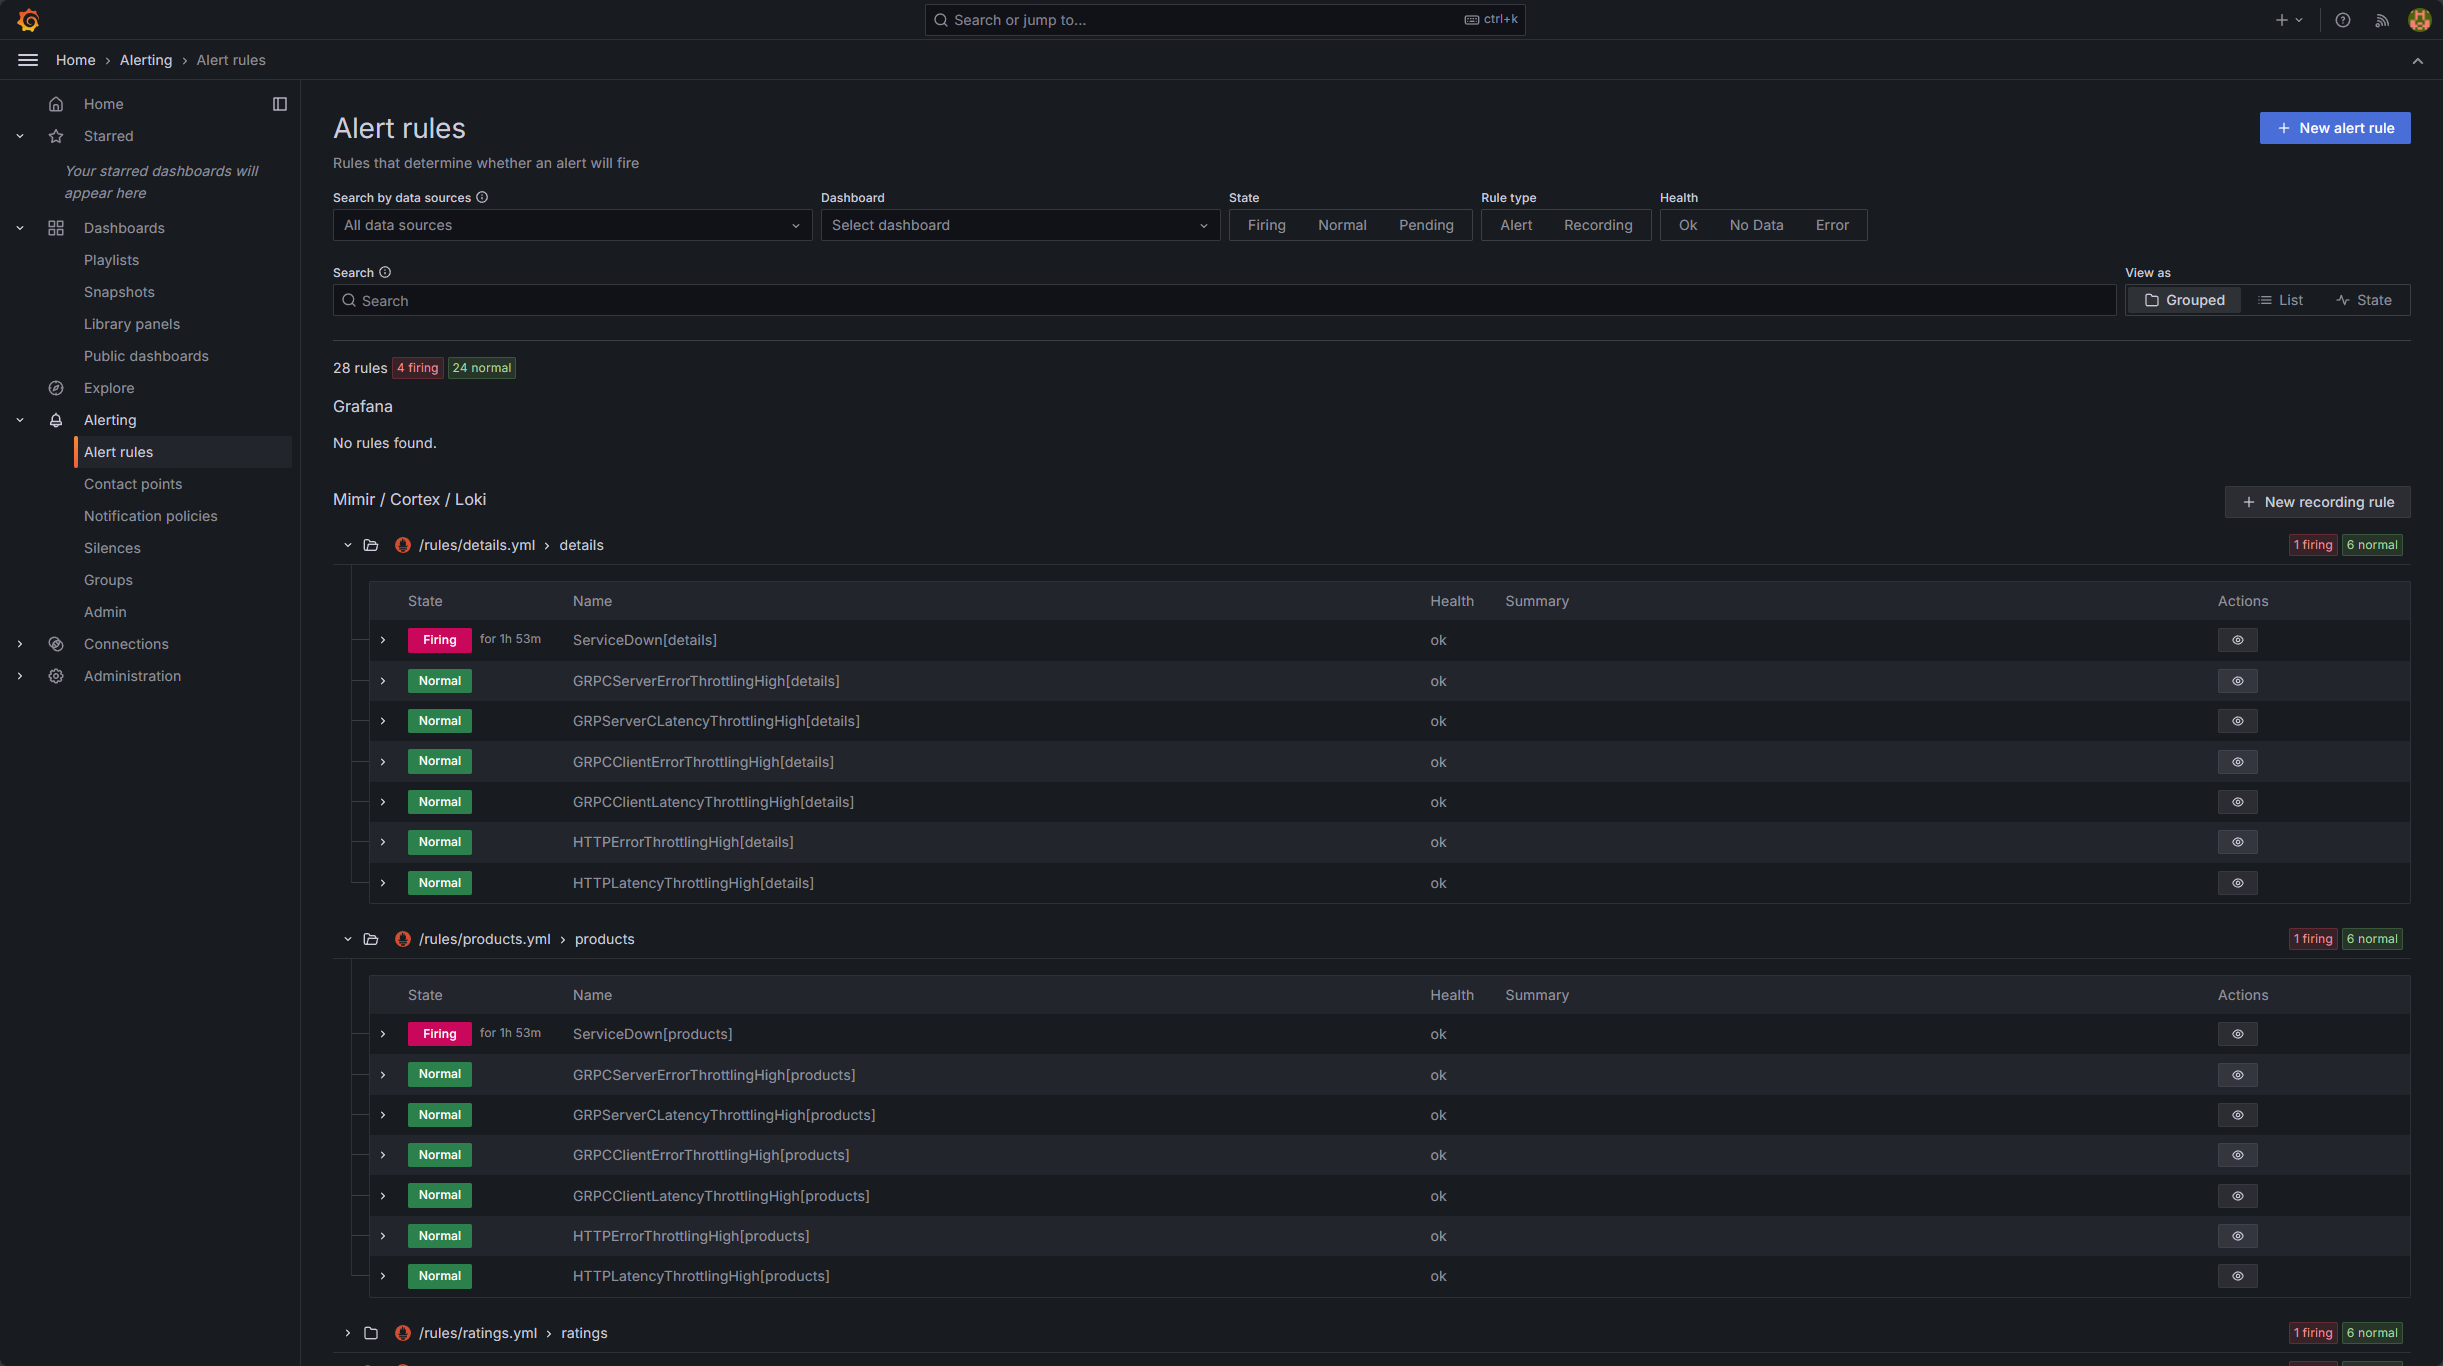 Search or jump to...
ctrl+k
Home › Alerting › Alert rules
Home
Starred
Your starred dashboards will
appear here
Dashboards
Playlists
Snapshots
Library panels
Public dashboards
Explore
Alerting
Alert rules
Contact points
Notification policies
Silences
Groups
Admin
Connections
Administration
Alert rules
New alert rule
Rules that determine whether an alert will fire
Search by data sources
Dashboard
State
Rule type
Health
All data sources
Select dashboard
Firing Normal Pending
Alert Recording
Ok No Data Error
Search
View as
Search
Grouped List State
28 rules 4 firing 24 normal
Grafana
No rules found.
Mimir / Cortex / Loki
New recording rule
/rules/details.yml › details 1 firing 6 normal
State Name Health Summary Actions
Firing for 1h 53m ServiceDown[details] ok
Normal GRPCServerErrorThrottlingHigh[details] ok
Normal GRPServerCLatencyThrottlingHigh[details] ok
Normal GRPCClientErrorThrottlingHigh[details] ok
Normal GRPCClientLatencyThrottlingHigh[details] ok
Normal HTTPErrorThrottlingHigh[details] ok
Normal HTTPLatencyThrottlingHigh[details] ok
/rules/products.yml › products 1 firing 6 normal
State Name Health Summary Actions
Firing for 1h 53m ServiceDown[products] ok
Normal GRPCServerErrorThrottlingHigh[products] ok
Normal GRPServerCLatencyThrottlingHigh[products] ok
Normal GRPCClientErrorThrottlingHigh[products] ok
Normal GRPCClientLatencyThrottlingHigh[products] ok
Normal HTTPErrorThrottlingHigh[products] ok
Normal HTTPLatencyThrottlingHigh[products] ok
/rules/ratings.yml › ratings 1 firing 6 normal